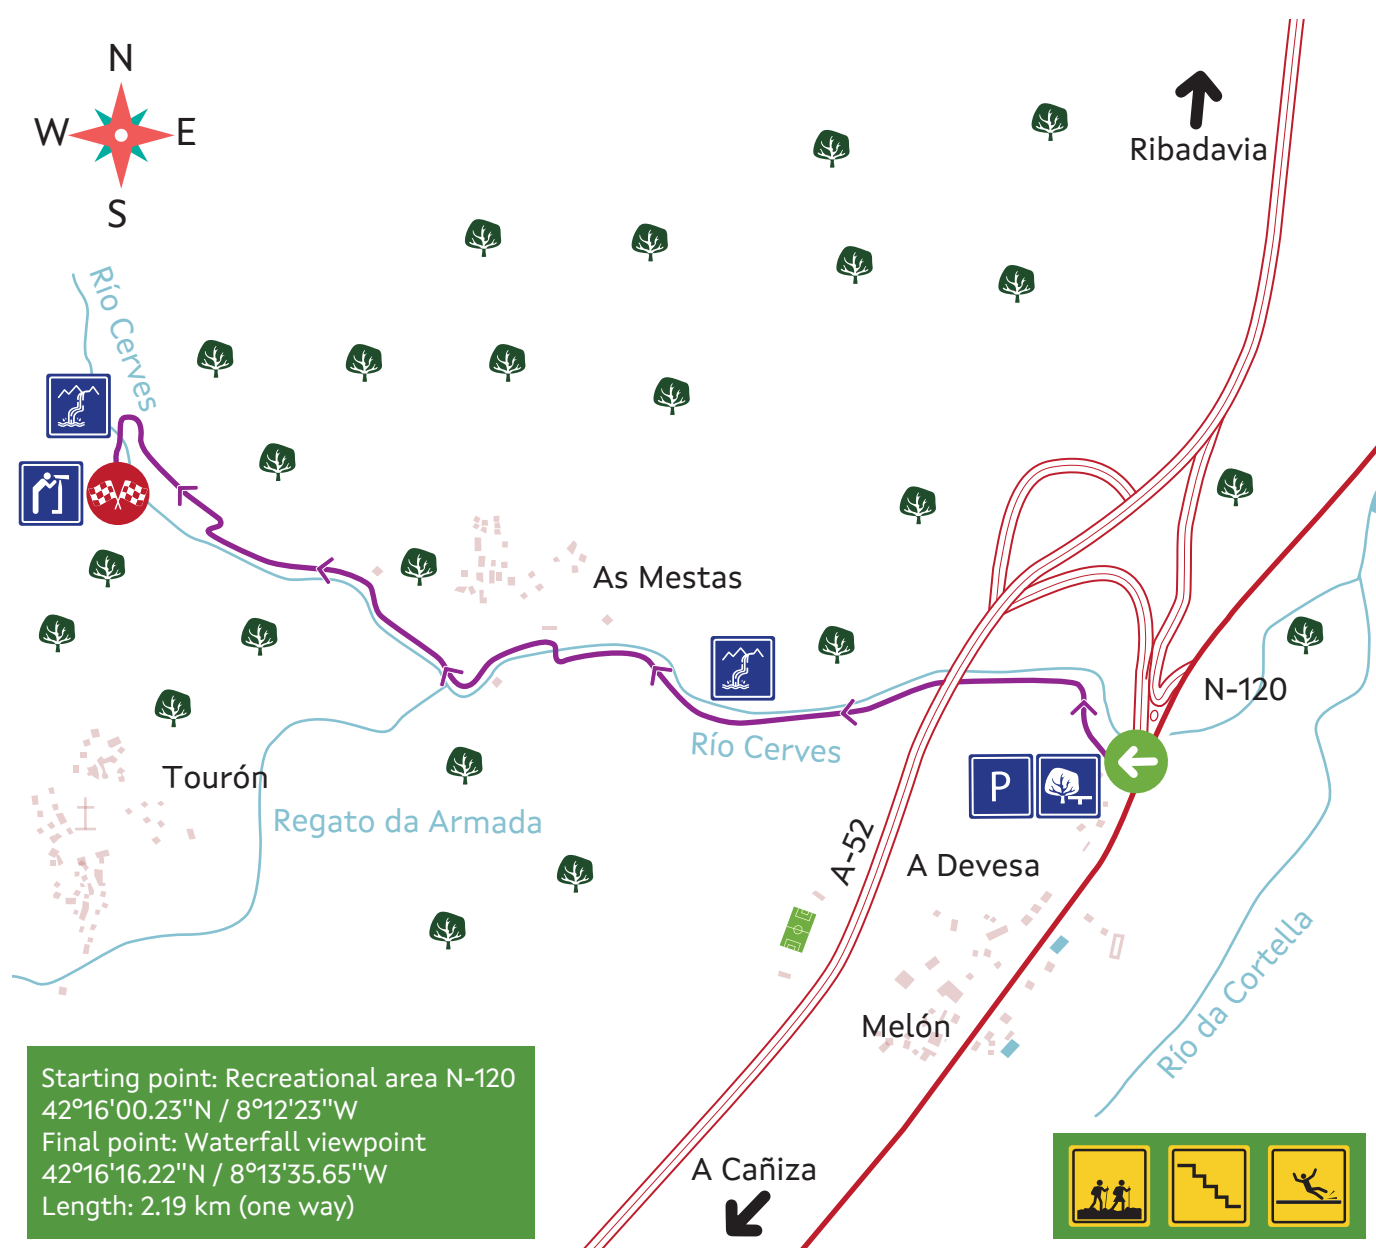 N
W
E
S
Ribadavia
Río Cerves
As Mestas
N-120
Río Cerves
P
Tourón
Regato da Armada
A-52
A Devesa
Río da Cortella
Melón
Starting point: Recreational area N-120
42°16'00.23"N / 8°12'23"W
Final point: Waterfall viewpoint
42°16'16.22"N / 8°13'35.65"W
Length: 2.19 km (one way)
A Cañiza